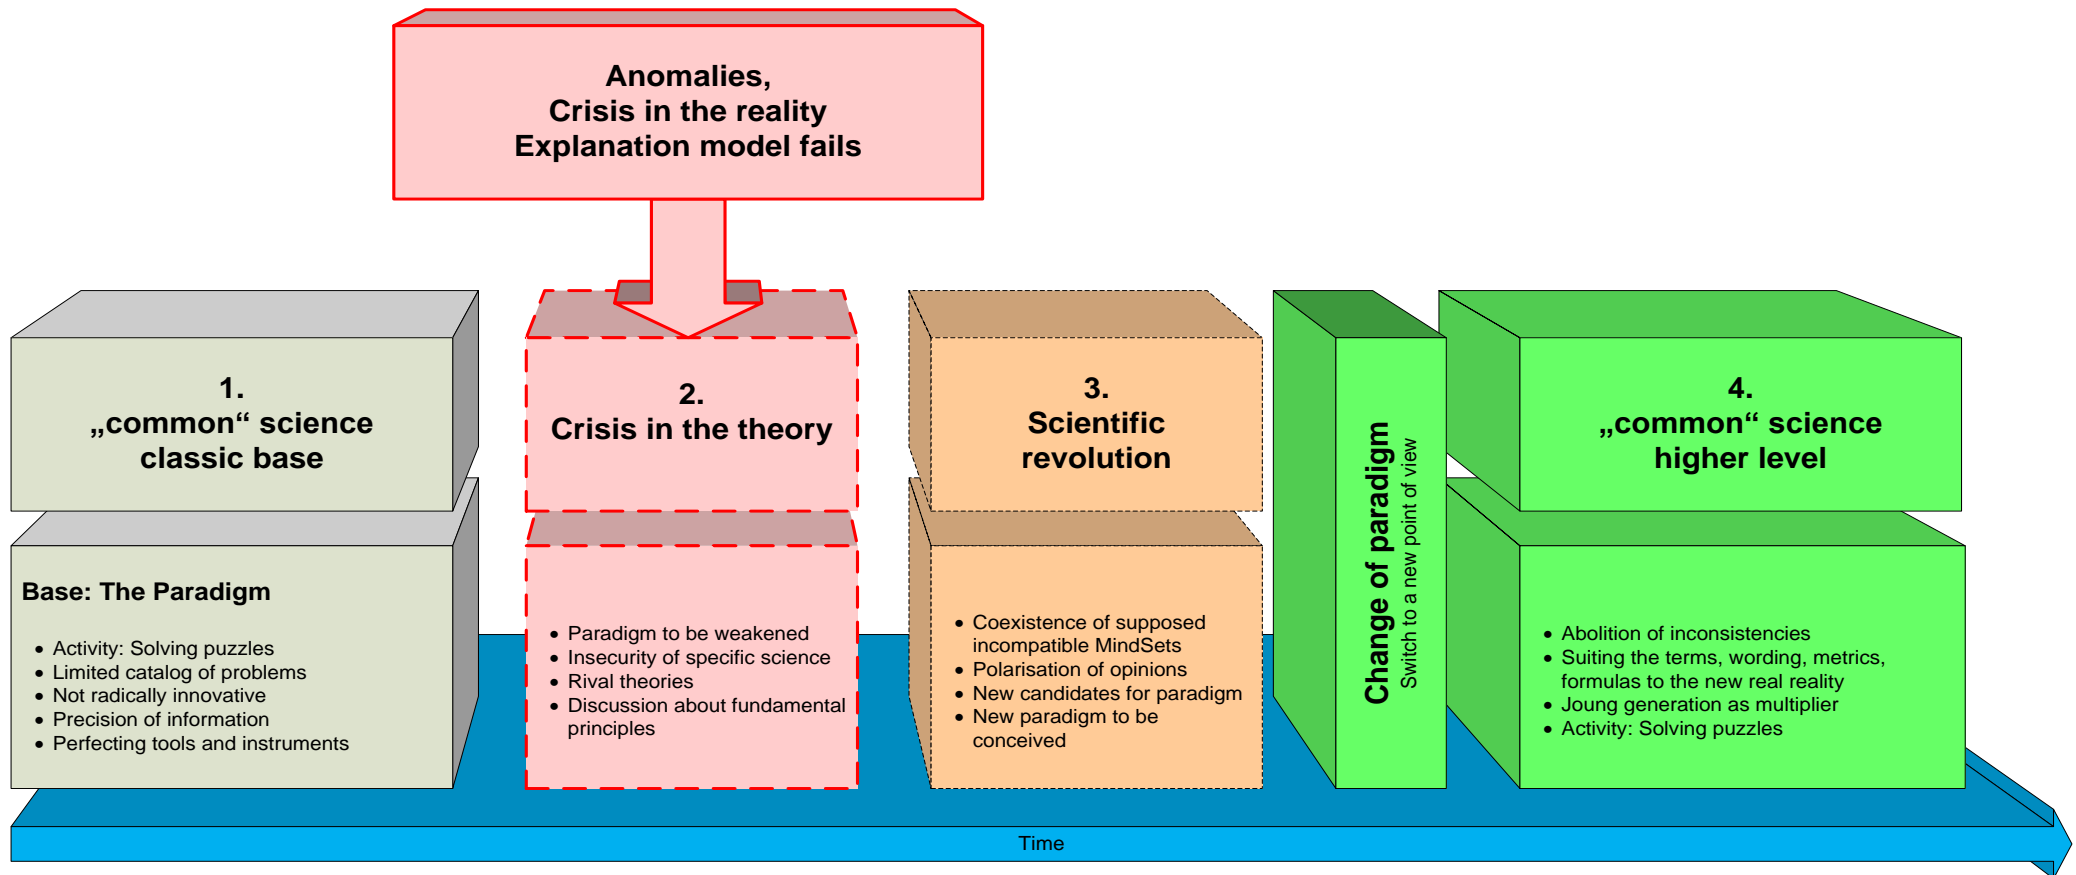 Anomalies,
Crisis in the reality
Explanation model fails
1.
„common“ science
classic base
Base: The Paradigm
• Activity: Solving puzzles
• Limited catalog of problems
• Not radically innovative
• Precision of information
• Perfecting tools and instruments
2.
Crisis in the theory
• Paradigm to be weakened
• Insecurity of specific science
• Rival theories
• Discussion about fundamental
principles
3.
Scientific
revolution
• Coexistence of supposed
incompatible MindSets
• Polarisation of opinions
• New candidates for paradigm
• New paradigm to be
conceived
Change of paradigm
Switch to a new point of view
4.
„common“ science
higher level
• Abolition of inconsistencies
• Suiting the terms, wording, metrics,
formulas to the new real reality
• Joung generation as multiplier
• Activity: Solving puzzles
Time